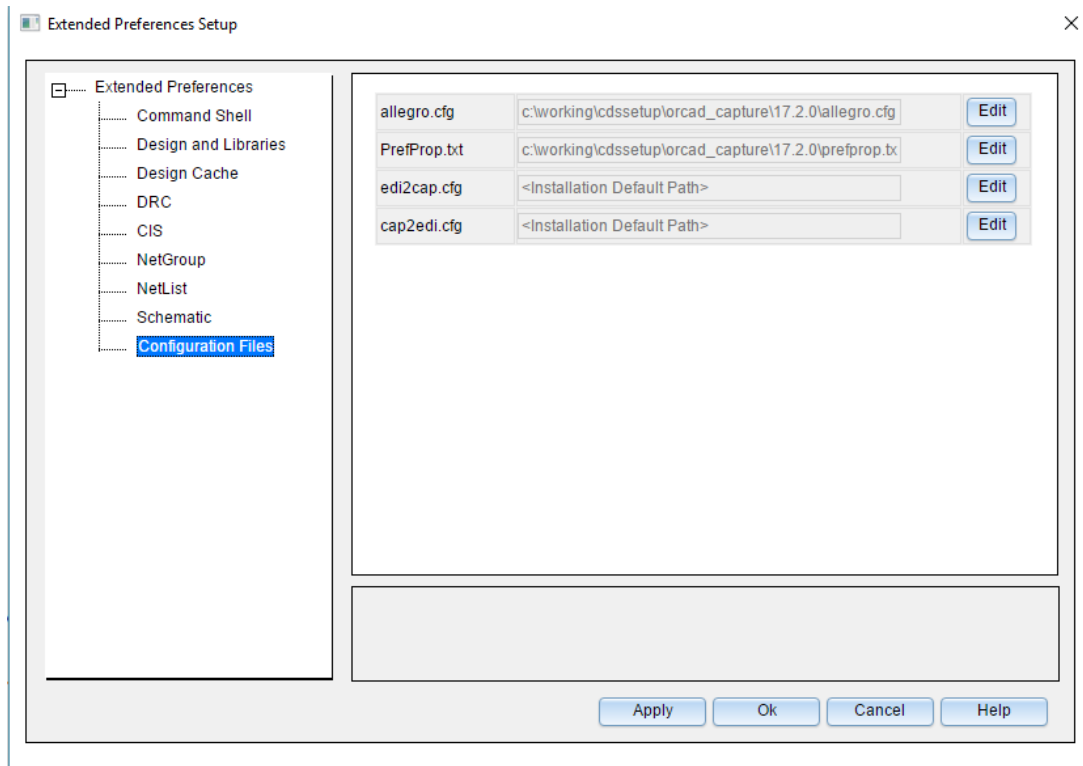 Extended Preferences Setup
Extended Preferences
Command Shell
Design and Libraries
Design Cache
DRC
CIS
NetGroup
NetList
Schematic
Configuration Files
allegro.cfg c:\working\cdssetup\orcad_capture\17.2.0\allegro.cfg Edit
PrefProp.txt c:\working\cdssetup\orcad_capture\17.2.0\prefprop.tx Edit
edi2cap.cfg <Installation Default Path> Edit
cap2edi.cfg <Installation Default Path> Edit
Apply Ok Cancel Help